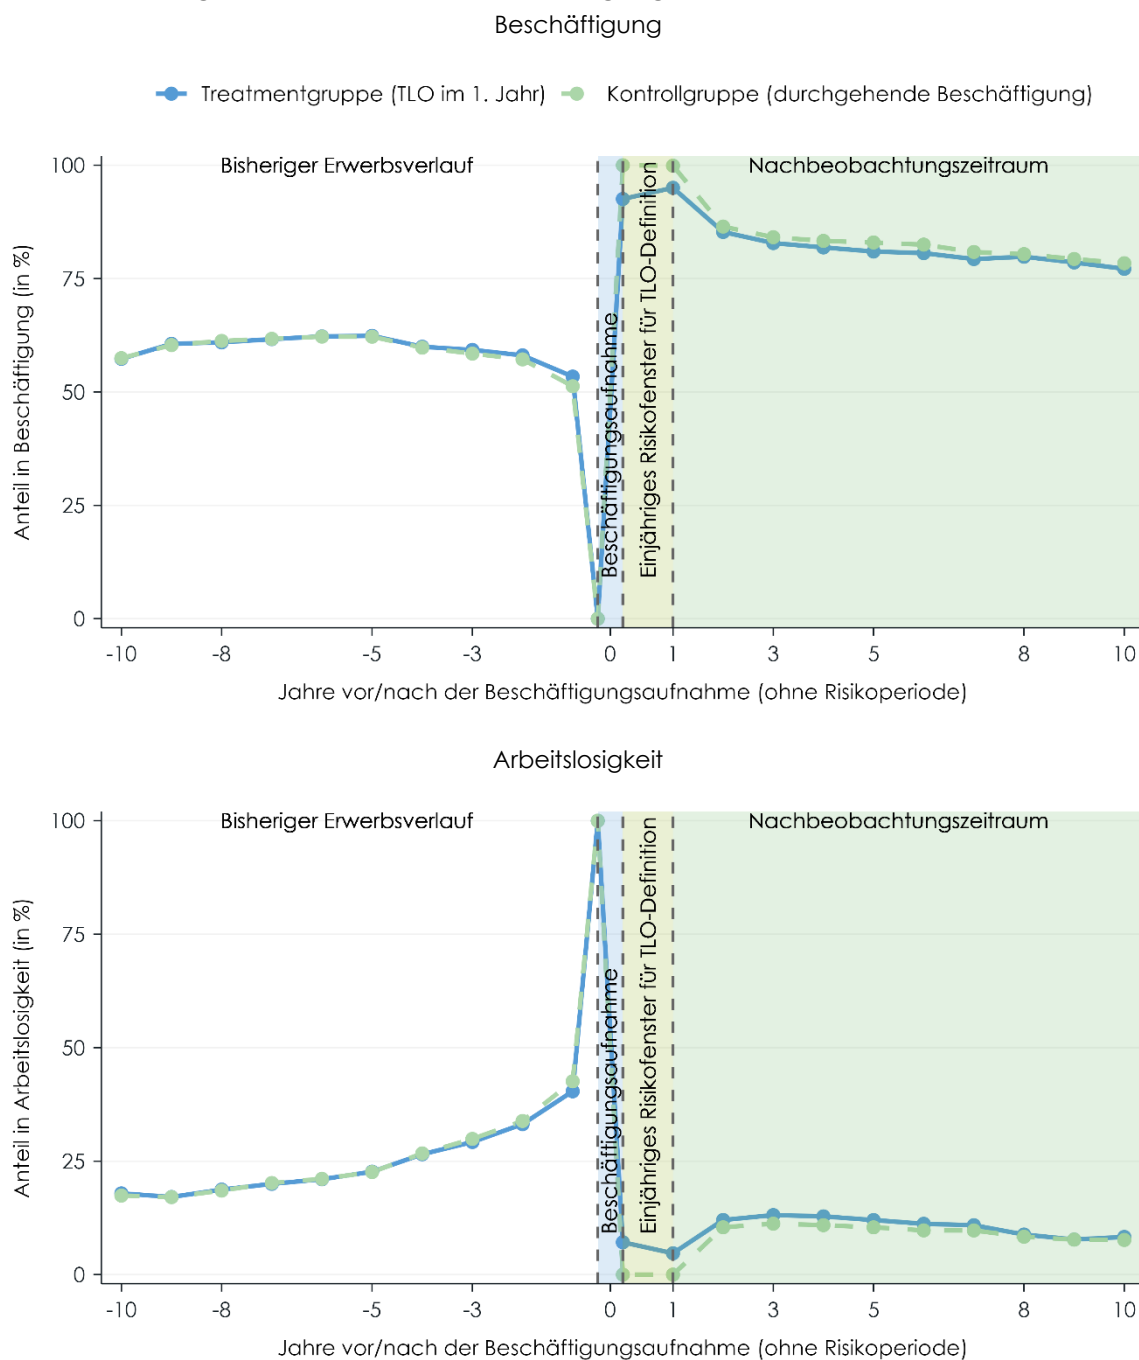 Beschäftigung
Treatmentgruppe (TLO im 1. Jahr)
Kontrollgruppe (durchgehende Beschäftigung)
Bisheriger Erwerbsverlauf
Nachbeobachtungszeitraum
Beschäftigungsaufnahme
Einjähriges Risikofenster für TLO-Definition
Anteil in Beschäftigung (in %)
100
75
50
25
0
-10 -8 -5 -3 0 1 3 5 8 10
Jahre vor/nach der Beschäftigungsaufnahme (ohne Risikoperiode)
Arbeitslosigkeit
Bisheriger Erwerbsverlauf
Nachbeobachtungszeitraum
Beschäftigungsaufnahme
Einjähriges Risikofenster für TLO-Definition
Anteil in Arbeitslosigkeit (in %)
100
75
50
25
0
-10 -8 -5 -3 0 1 3 5 8 10
Jahre vor/nach der Beschäftigungsaufnahme (ohne Risikoperiode)